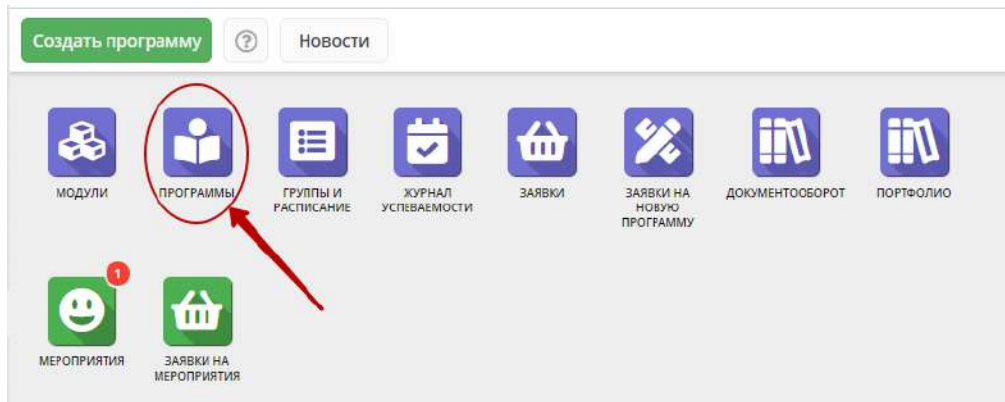 Создать программу ? Новости
МОДУЛИ
ПРОГРАММЫ
ГРУППЫ И
РАСПИСАНИЕ
ЖУРНАЛ
УСПЕВАЕМОСТИ
ЗАЯВКИ
ЗАЯВКИ НА
НОВУЮ
ПРОГРАММУ
ДОКУМЕНТООБОРОТ
ПОРТФОЛИО
1
МЕРОПРИЯТИЯ
ЗАЯВКИ НА
МЕРОПРИЯТИЯ